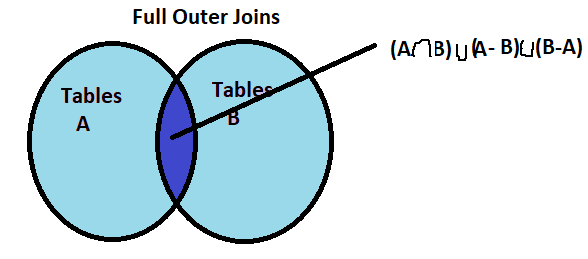 Full Outer Joins
(A∩B)∪(A- B)∪(B-A)
Tables
A
Tables
B